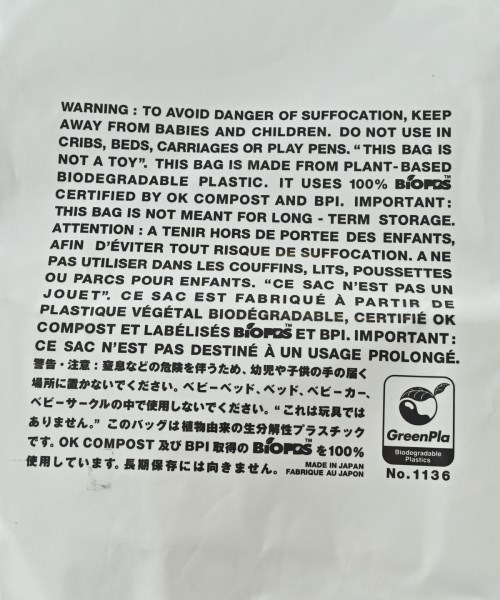 WARNING : TO AVOID DANGER OF SUFFOCATION, KEEP
AWAY FROM BABIES AND CHILDREN. DO NOT USE IN
CRIBS, BEDS, CARRIAGES OR PLAY PENS. “THIS BAG IS
NOT A TOY”. THIS BAG IS MADE FROM PLANT-BASED
BIODEGRADABLE PLASTIC. IT USES 100% BIOPBS™
CERTIFIED BY OK COMPOST AND BPI. IMPORTANT :
THIS BAG IS NOT MEANT FOR LONG - TERM STORAGE.
ATTENTION : A TENIR HORS DE PORTEE DES ENFANTS,
AFIN D’ÉVITER TOUT RISQUE DE SUFFOCATION. A NE
PAS UTILISER DANS LES COUFFINS, LITS, POUSSETTES
OU PARCS POUR ENFANTS. “CE SAC N’EST PAS UN
JOUET”. CE SAC EST FABRIQUÉ À PARTIR DE
PLASTIQUE VÉGÉTAL BIODÉGRADABLE, CERTIFIÉ OK
COMPOST ET LABÉLISÉS BIOPBS™ ET BPI. IMPORTANT :
CE SAC N’EST PAS DESTINÉ À UN USAGE PROLONGÉ.
警告・注意：窒息などの危険を伴うため、幼児や子供の手の届く
場所に置かないでください。ベビーベッド、ベッド、ベビーカー、
ベビーサークルの中で使用しないでください。“これは玩具では
ありません。”このバッグは植物由来の生分解性プラスチック
です。OK COMPOST 及び BPI 取得の BIOPBS™ を100%
使用しています。長期保存には向きません。
MADE IN JAPAN
FABRIQUE AU JAPON
GreenPla
Biodegradable
Plastics
No.1136